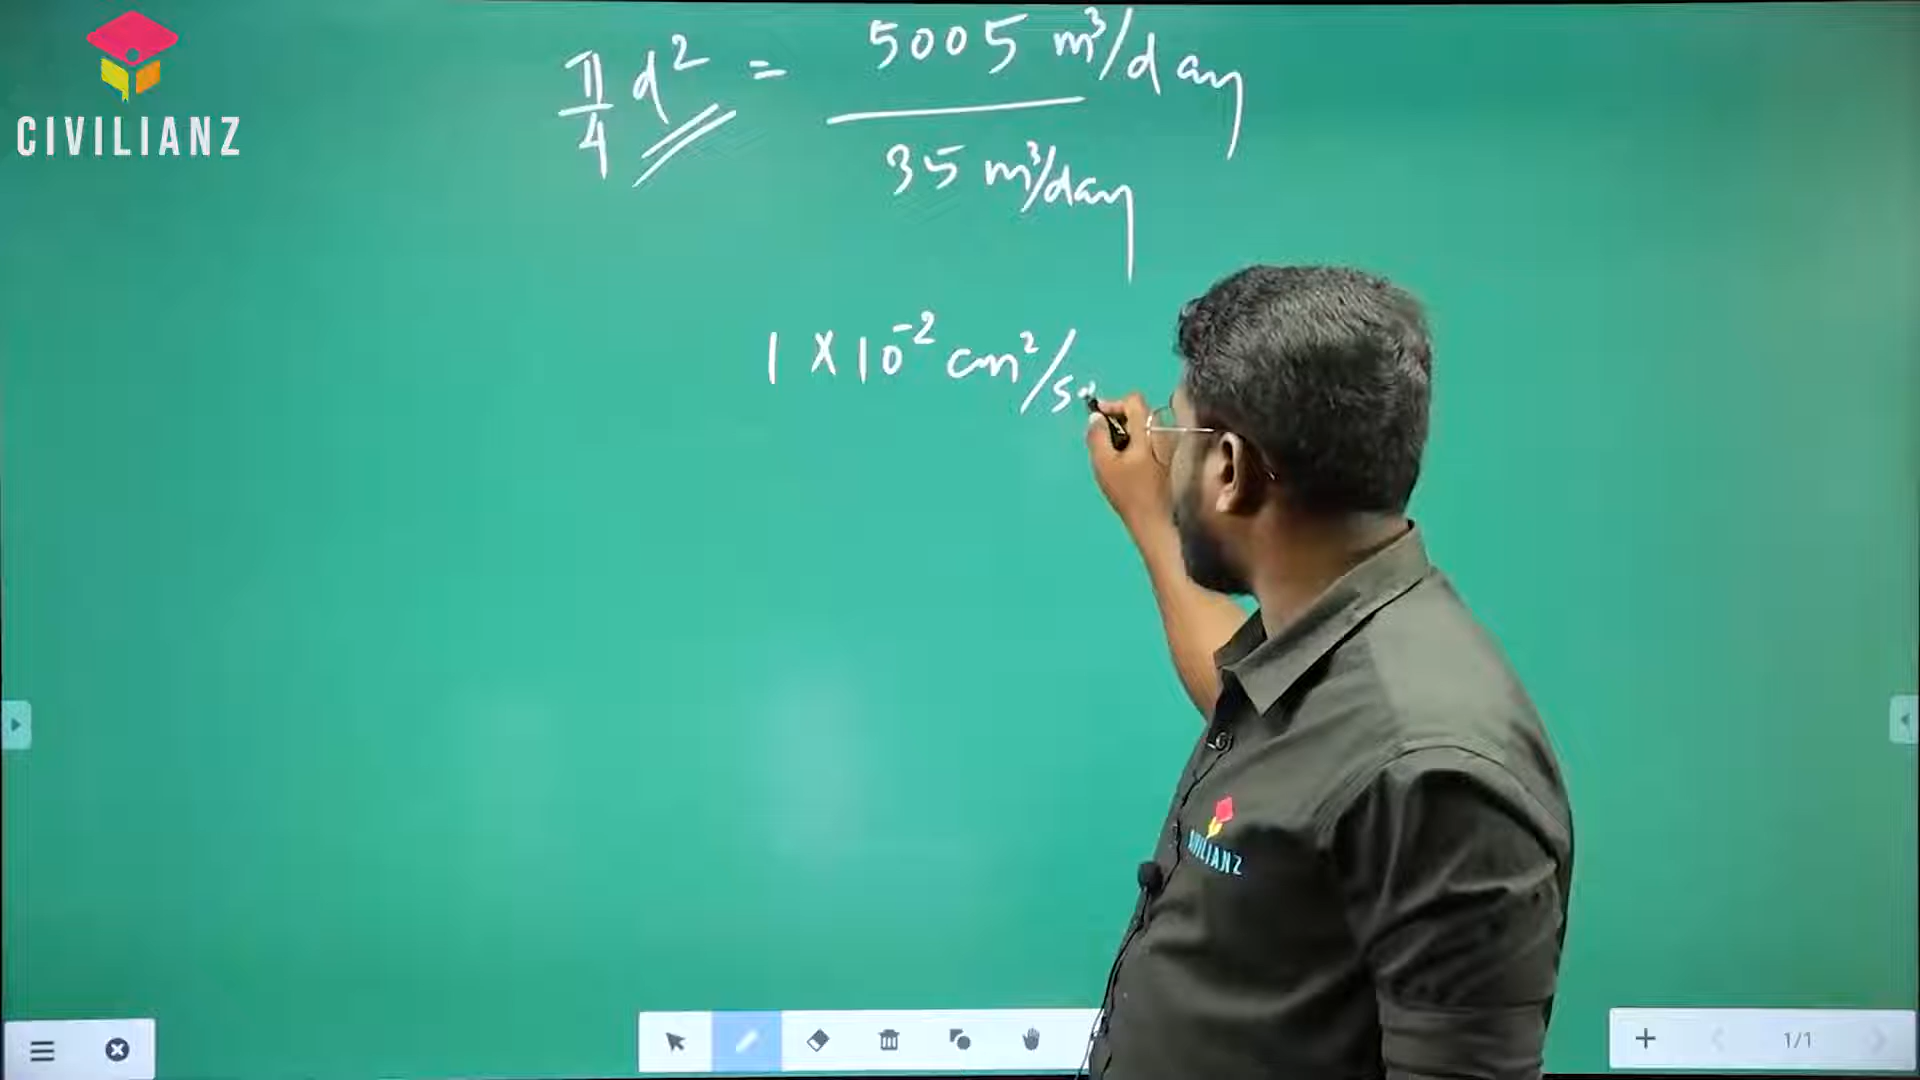 CIVILIANZ
π/4 d² = 5005 m³/day
35 m³/day
1 × 10⁻² cm²/s
CIVILIANZ
1/1